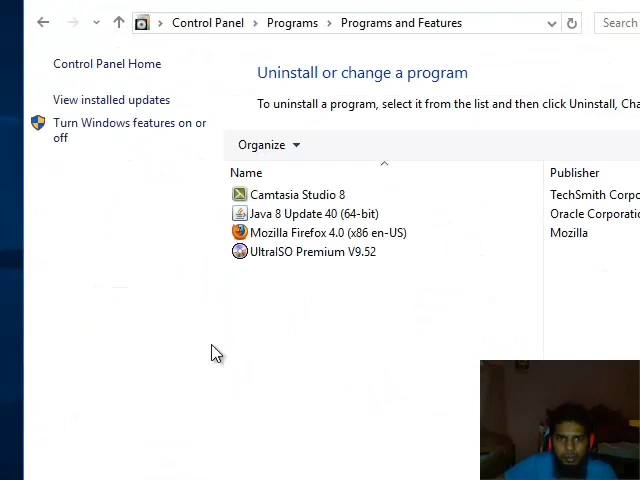 Control Panel > Programs > Programs and Features
Search
Control Panel Home
Uninstall or change a program
View installed updates
To uninstall a program, select it from the list and then click Uninstall, Cha
Turn Windows features on or
off
Organize
Name Publisher
Camtasia Studio 8 TechSmith Corpo
Java 8 Update 40 (64-bit) Oracle Corporati
Mozilla Firefox 4.0 (x86 en-US) Mozilla
UltraISO Premium V9.52